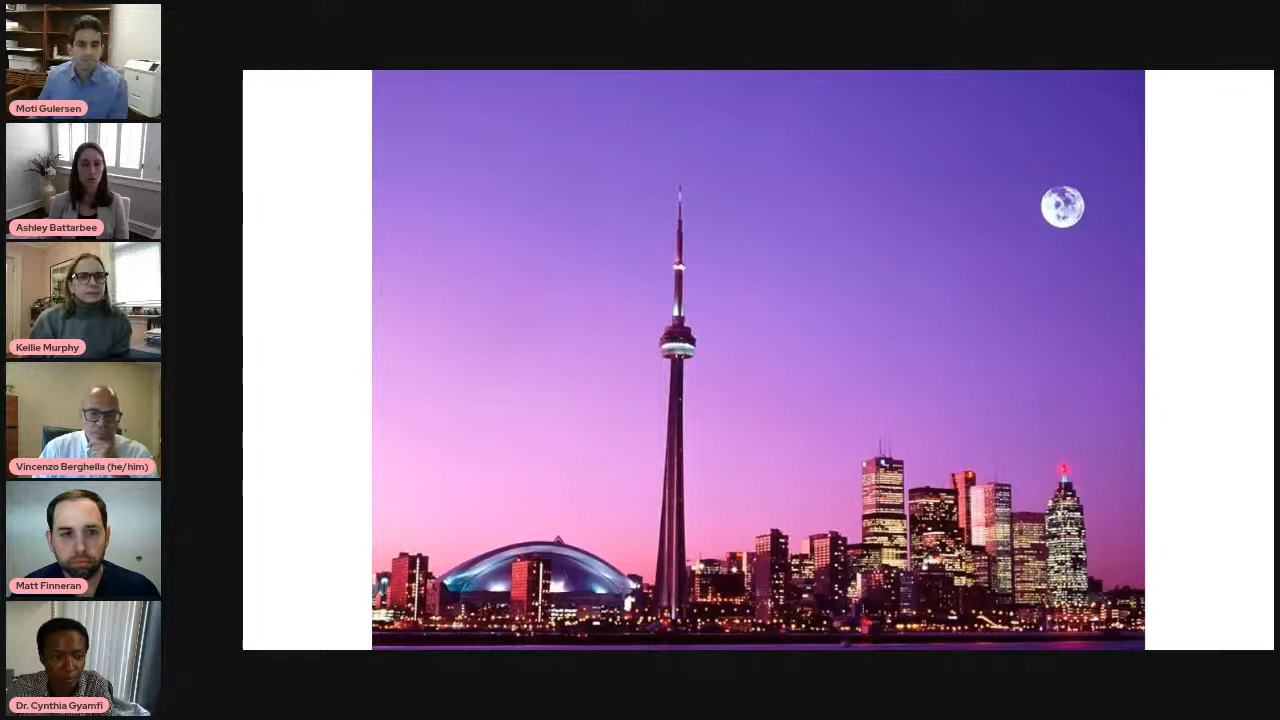 Moti Gulersen
Ashley Battarbee
Kellie Murphy
Vincenzo Berghella (he/him)
Matt Finneran
Dr. Cynthia Gyamfi